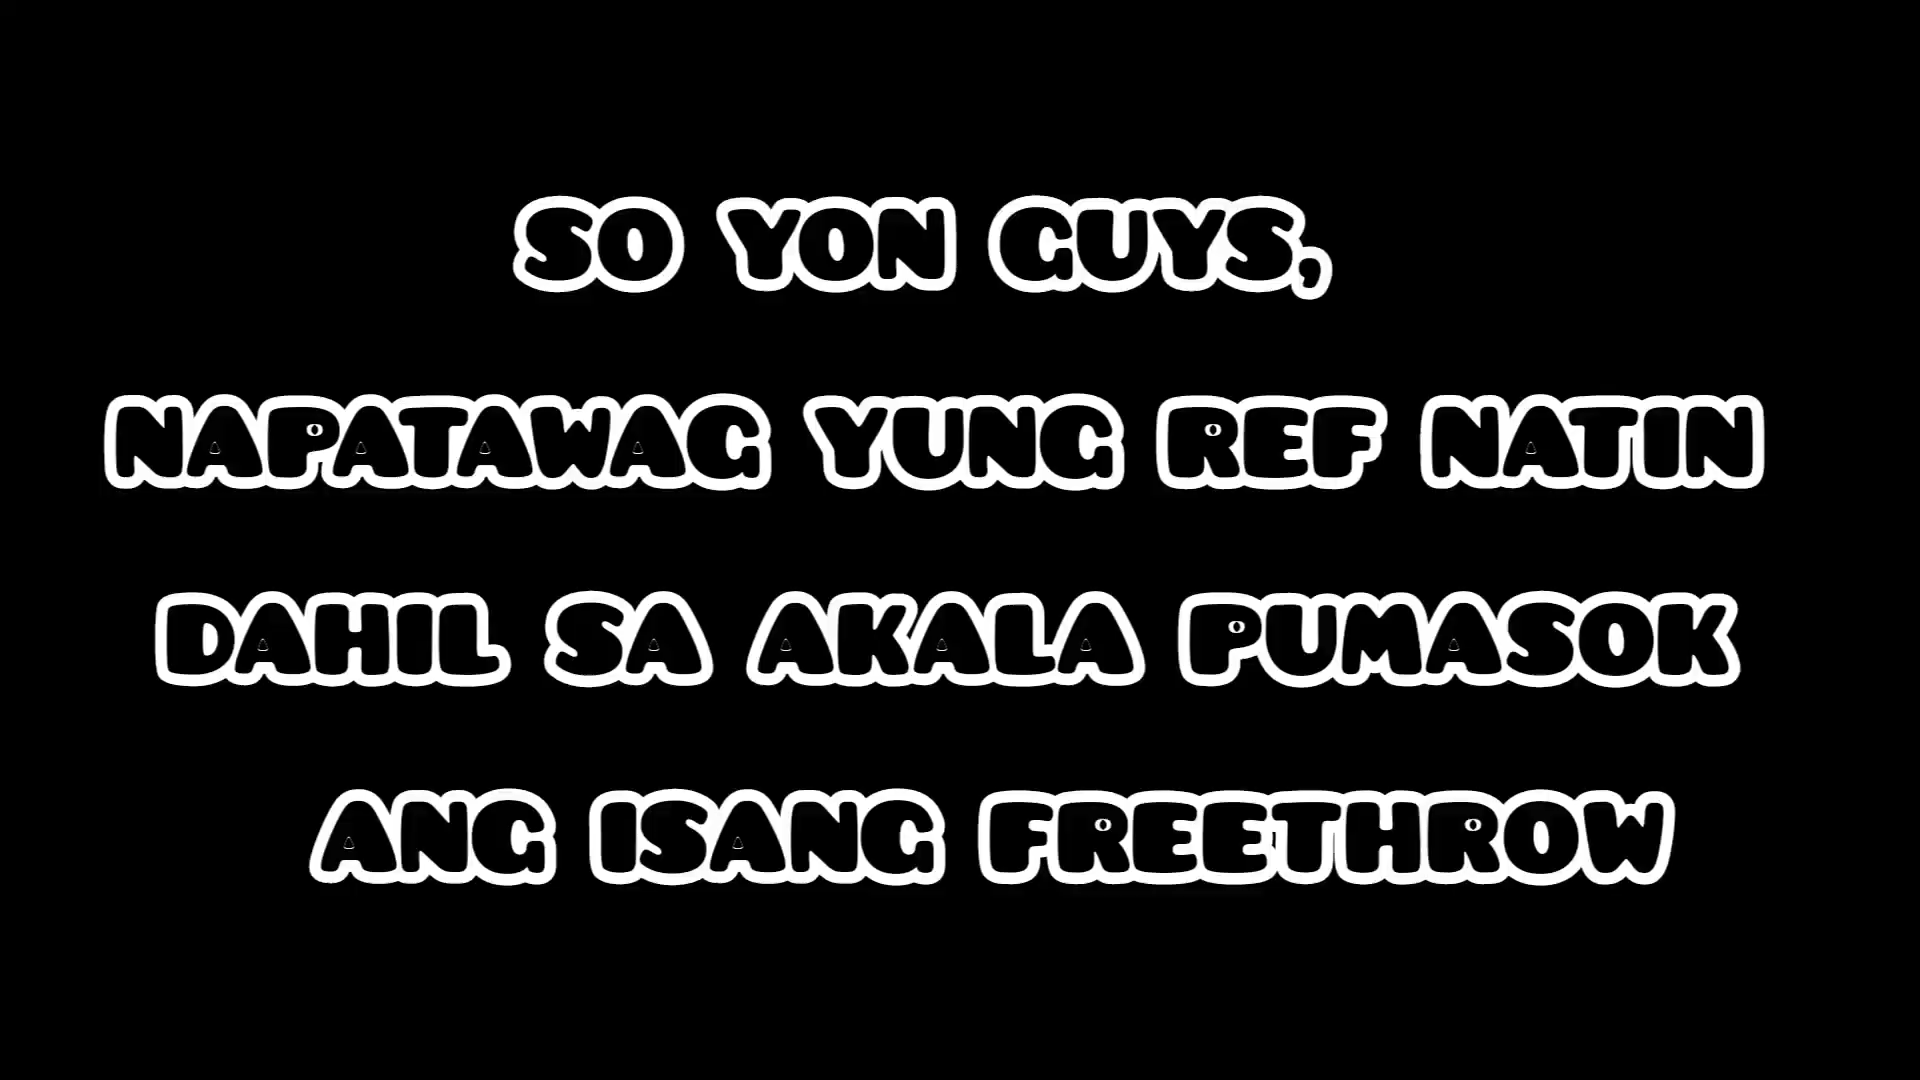 SO YON GUYS,
NAPATAWAG YUNG REF NATIN
DAHIL SA AKALA PUMASOK
ANG ISANG FREETHROW